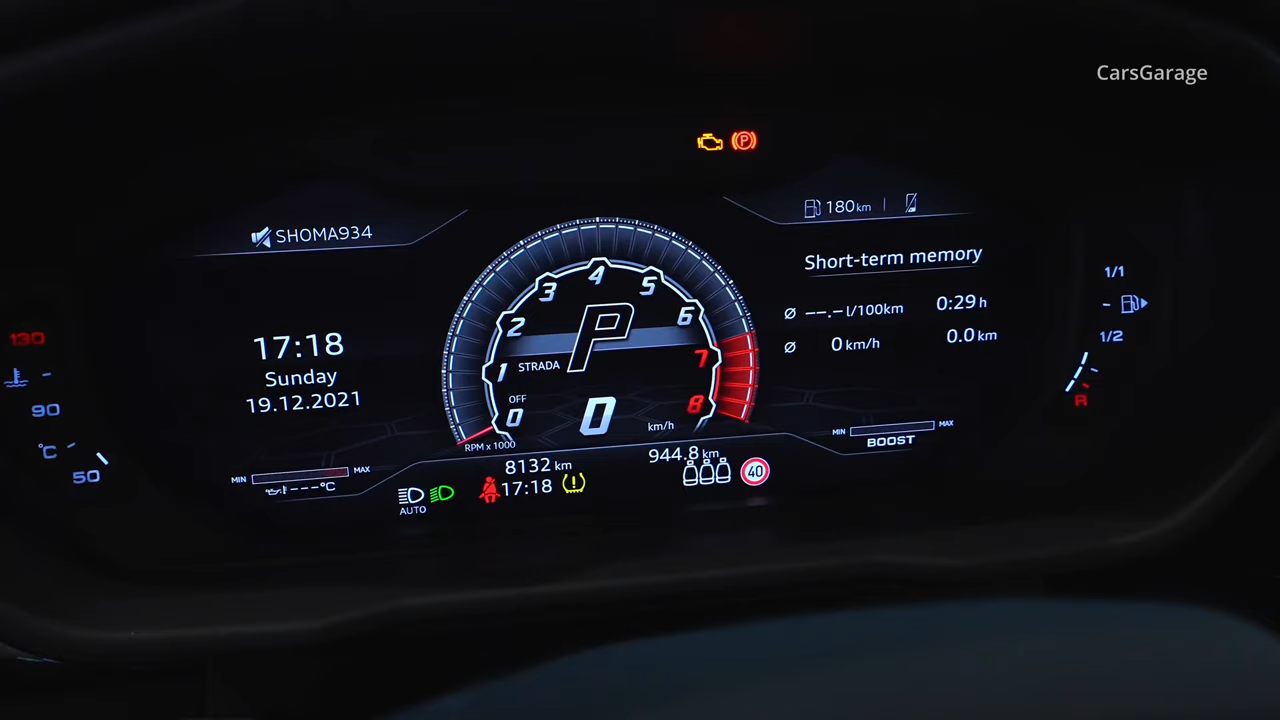 CarsGarage
SHOMA934
180 km
Short-term memory
Ø --.- l/100km 0:29 h
Ø 0 km/h 0.0 km
17:18
Sunday
19.12.2021
130
90
°C
50
MIN MAX
---°C
0 1 2 3 4 5 6 7 8
P
STRADA
OFF
0 km/h
RPM x 1000
8132 km
944.8 km
AUTO
17:18
40
MIN MAX
BOOST
1/1
1/2
R